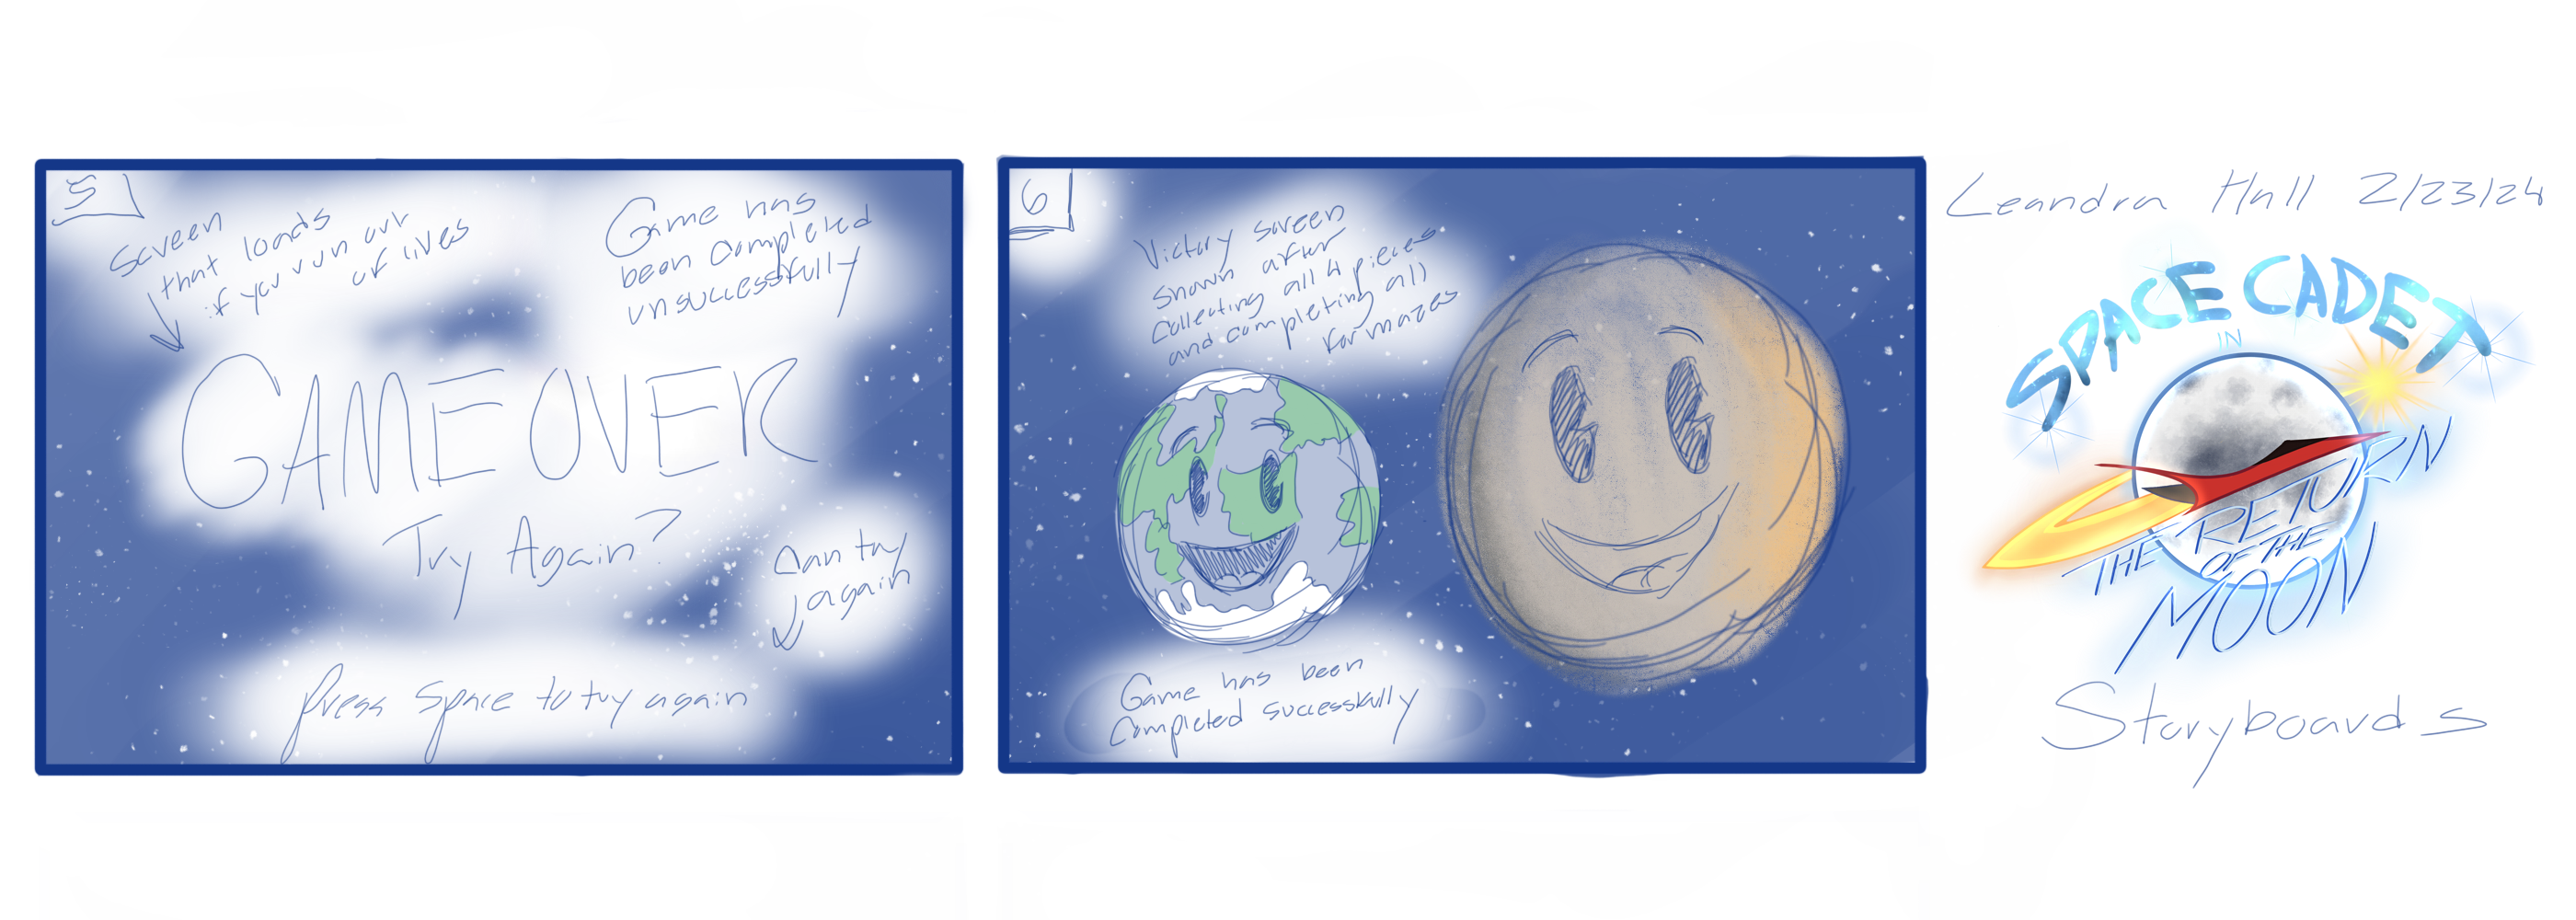 5
Screen
that loads
if you run out
of lives
Game has
been completed
unsuccessfully
GAME OVER
Try Again?
Can try
again
Press Space to try again
6
Victory screen
shown after
Collecting all 4 pieces
and completing all
for mazes
Game has been
Completed successfully
Leandra Hall 2/23/24
SPACE CADET
IN
THE RETURN
OF THE
MOON
Storyboards